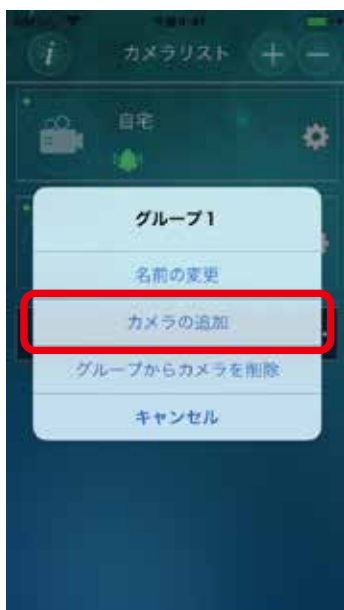 i カメラリスト + −
自宅
グループ 1
名前の変更
カメラの追加
グループからカメラを削除
キャンセル